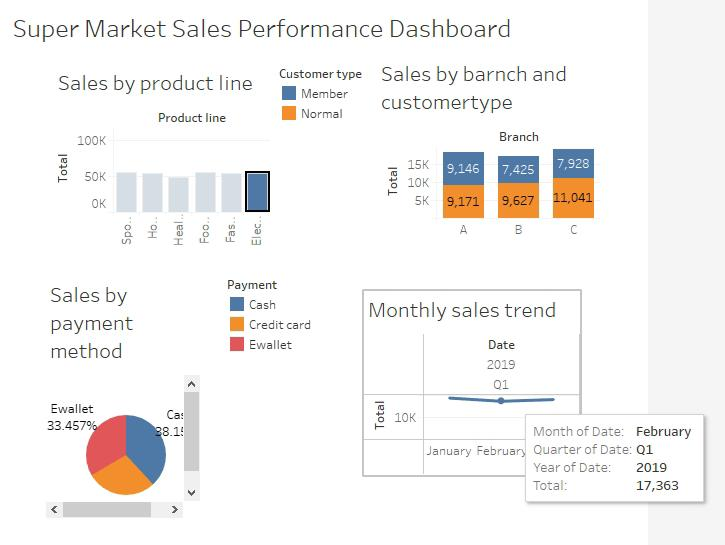 Super Market Sales Performance Dashboard
Sales by product line
Product line
Total
100K
50K
0K
Spo..
Ho..
Heal..
Foo..
Fas..
Elec..
Customer type
Member
Normal
Sales by barnch and
customertype
Branch
Total
15K
10K
5K
9,146
7,425
7,928
9,171
9,627
11,041
A
B
C
Sales by
payment
method
Payment
Cash
Credit card
Ewallet
Ewallet
33.457%
Cas
38.15
Monthly sales trend
Date
2019
Q1
Total
10K
January
February
Month of Date: February
Quarter of Date: Q1
Year of Date: 2019
Total: 17,363